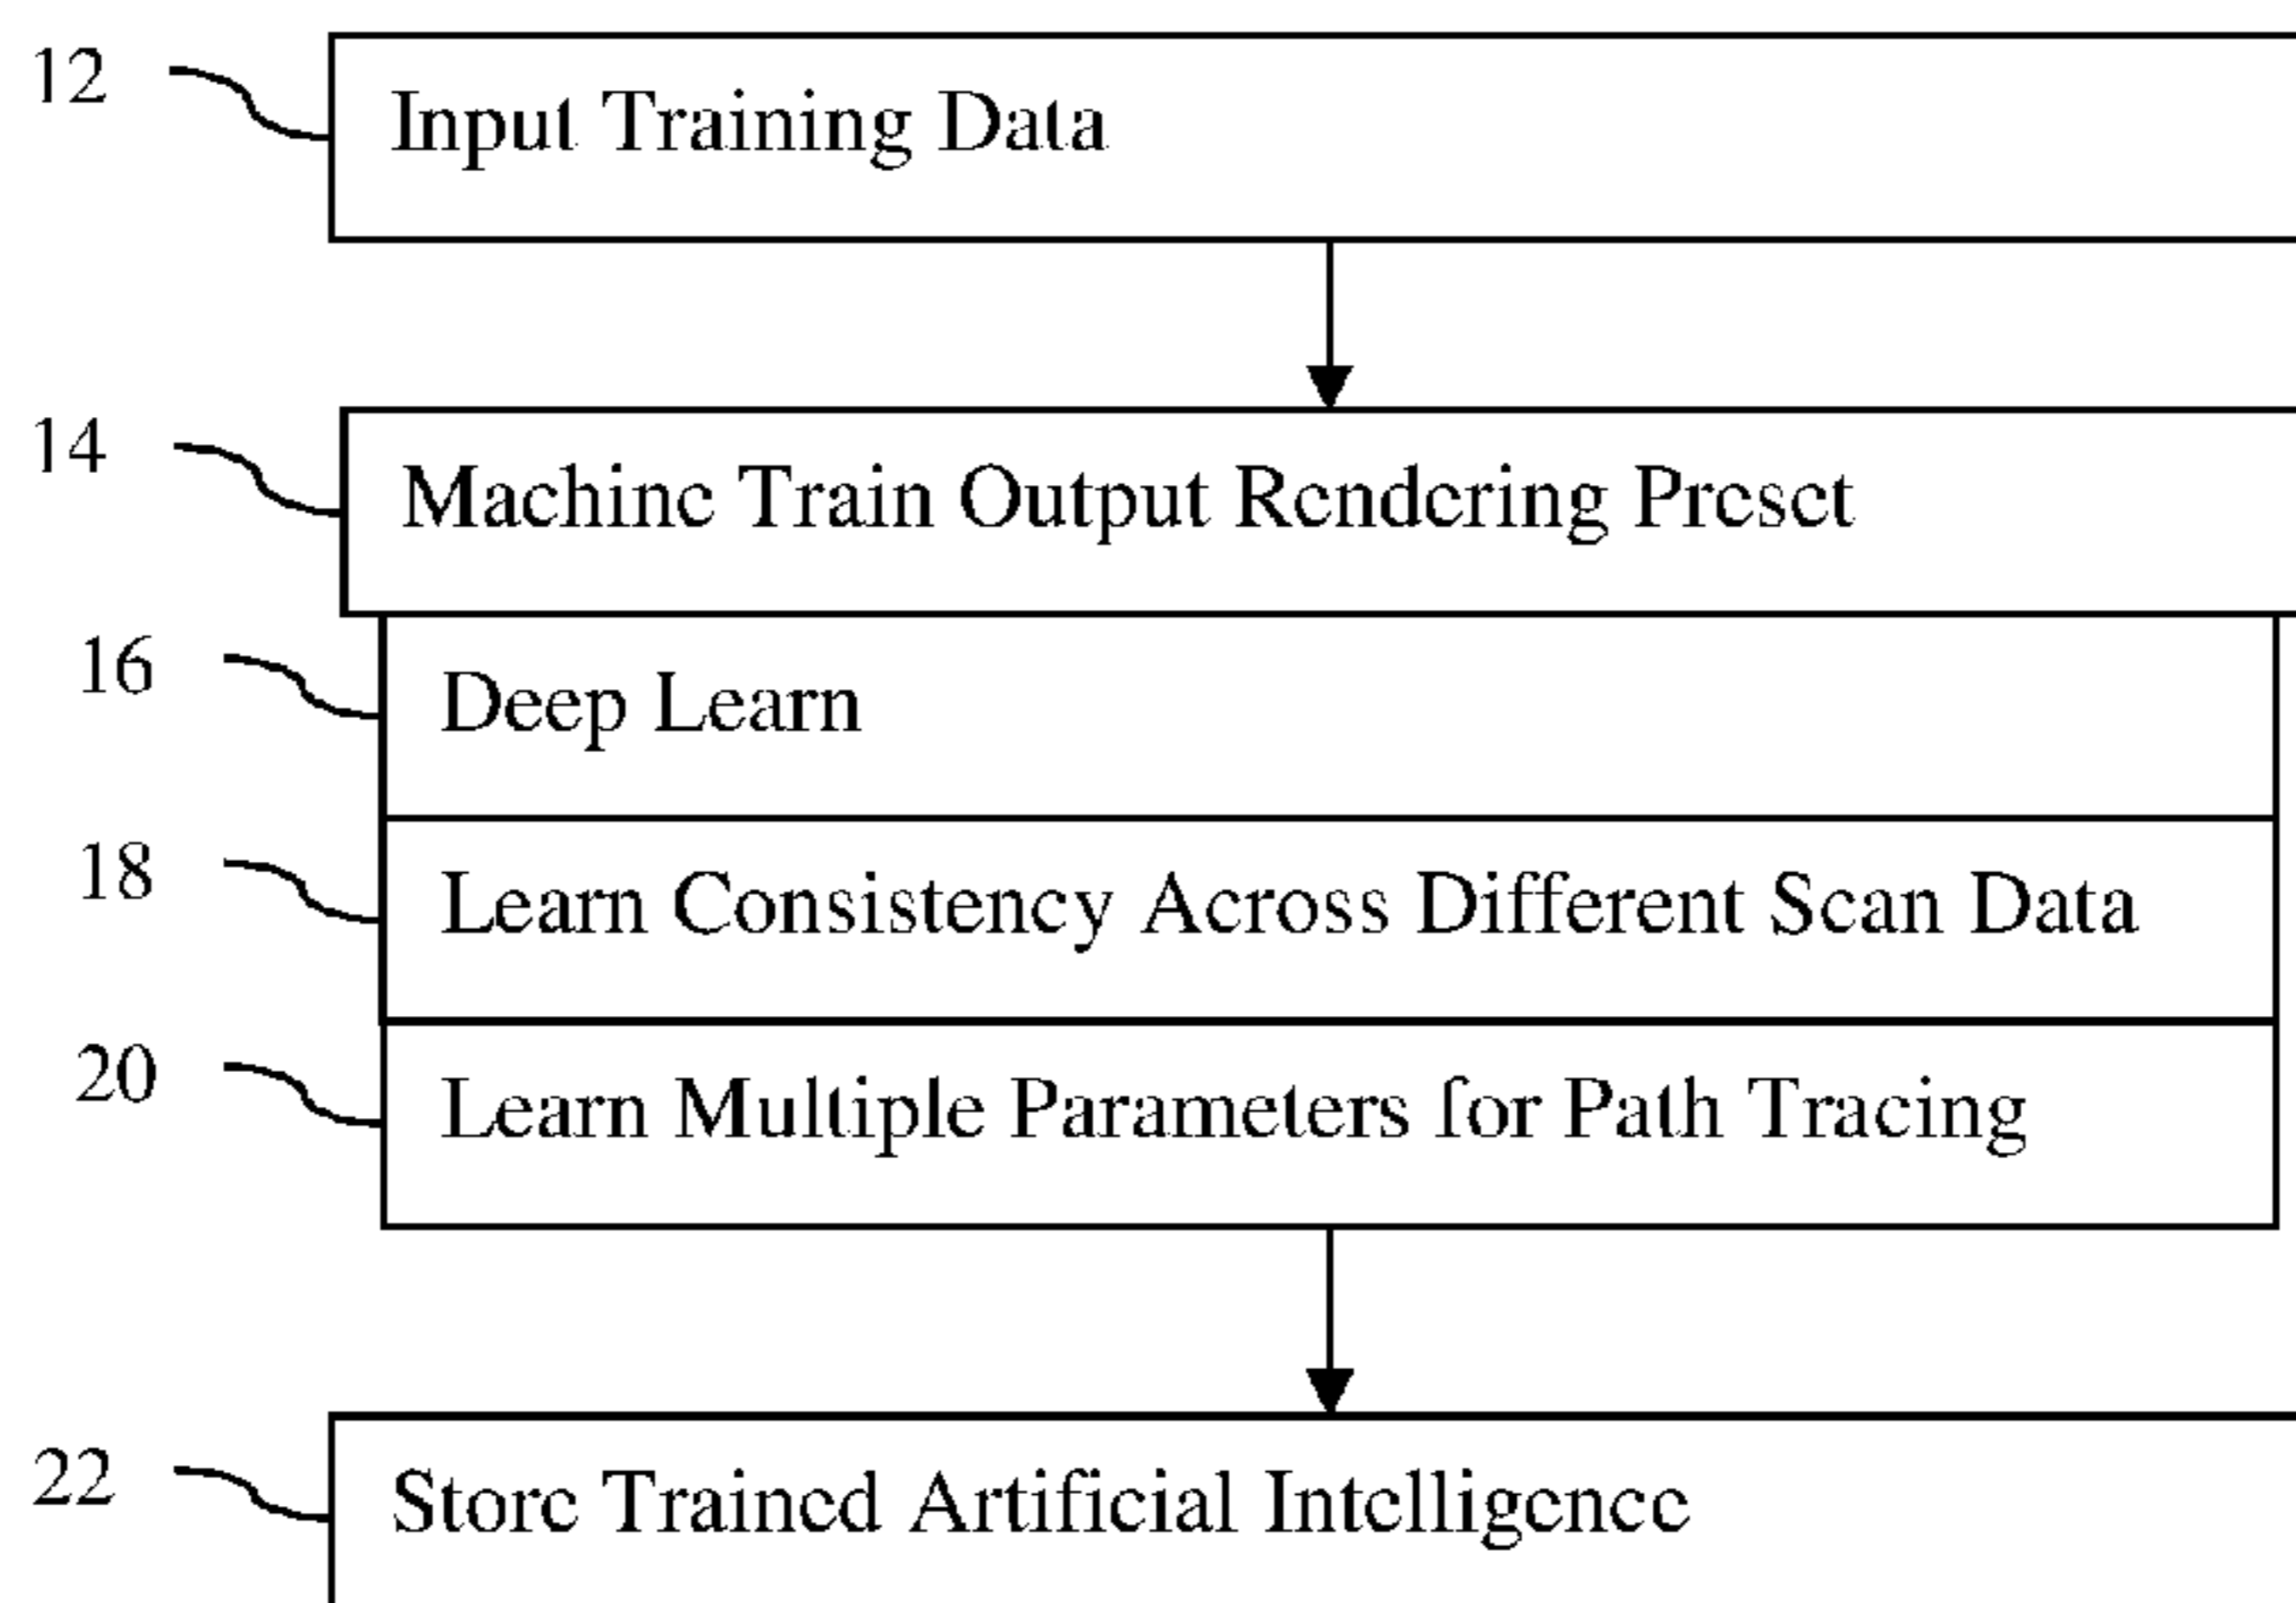 12
Input Training Data
14
Machine Train Output Rendering Preset
16
Deep Learn
18
Learn Consistency Across Different Scan Data
20
Learn Multiple Parameters for Path Tracing
22
Store Trained Artificial Intelligence